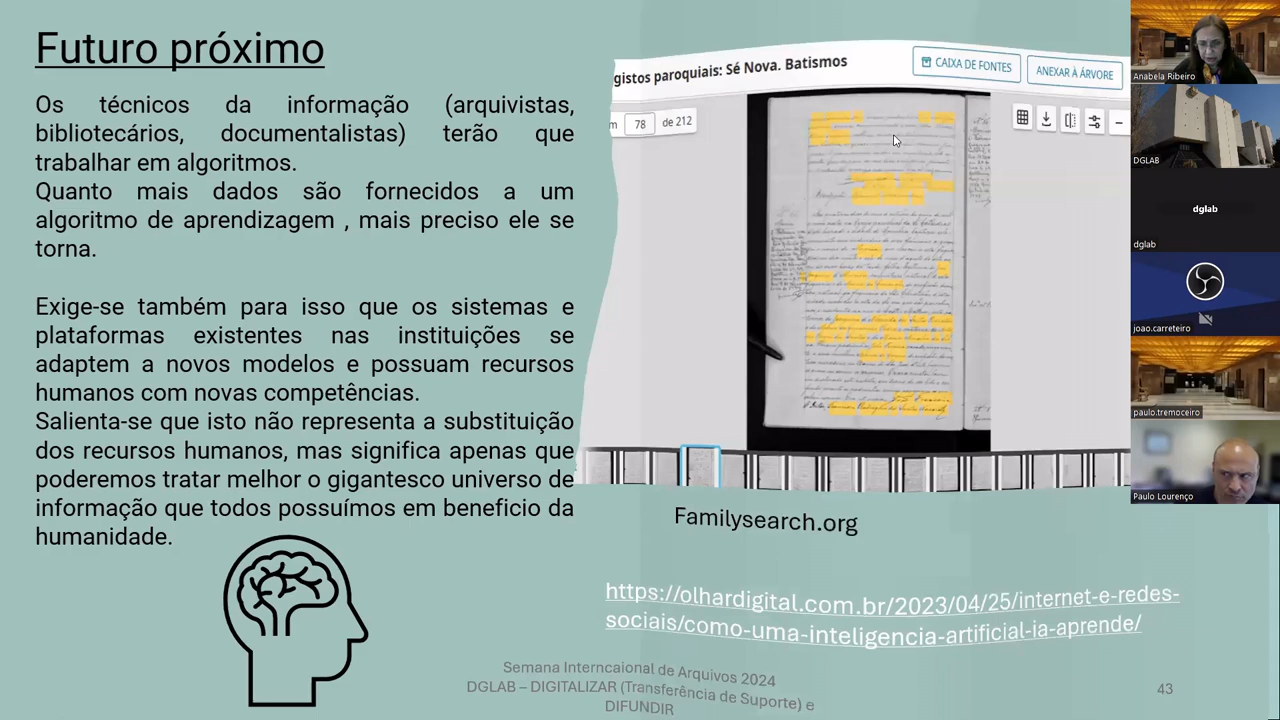 Futuro próximo
Os técnicos da informação (arquivistas,
bibliotecários, documentalistas) terão que
trabalhar em algoritmos.
Quanto mais dados são fornecidos a um
algoritmo de aprendizagem , mais preciso ele se
torna.
Exige-se também para isso que os sistemas e
plataformas existentes nas instituições se
adaptem a novos modelos e possuam recursos
humanos com novas competências.
Salienta-se que isto não representa a substituição
dos recursos humanos, mas significa apenas que
poderemos tratar melhor o gigantesco universo de
informação que todos possuímos em beneficio da
humanidade.
gistos paroquiais: Sé Nova. Batismos
CAIXA DE FONTES
ANEXAR À ÁRVORE
78 de 212
Familysearch.org
https://olhardigital.com.br/2023/04/25/internet-e-redes-
sociais/como-uma-inteligencia-artificial-ia-aprende/
Semana Interncaional de Arquivos 2024
DGLAB – DIGITALIZAR (Transferência de Suporte) e
DIFUNDIR
43
Anabela Ribeiro
DGLAB
dglab
dglab
joao.carreteiro
paulo.tremoceiro
Paulo Lourenço